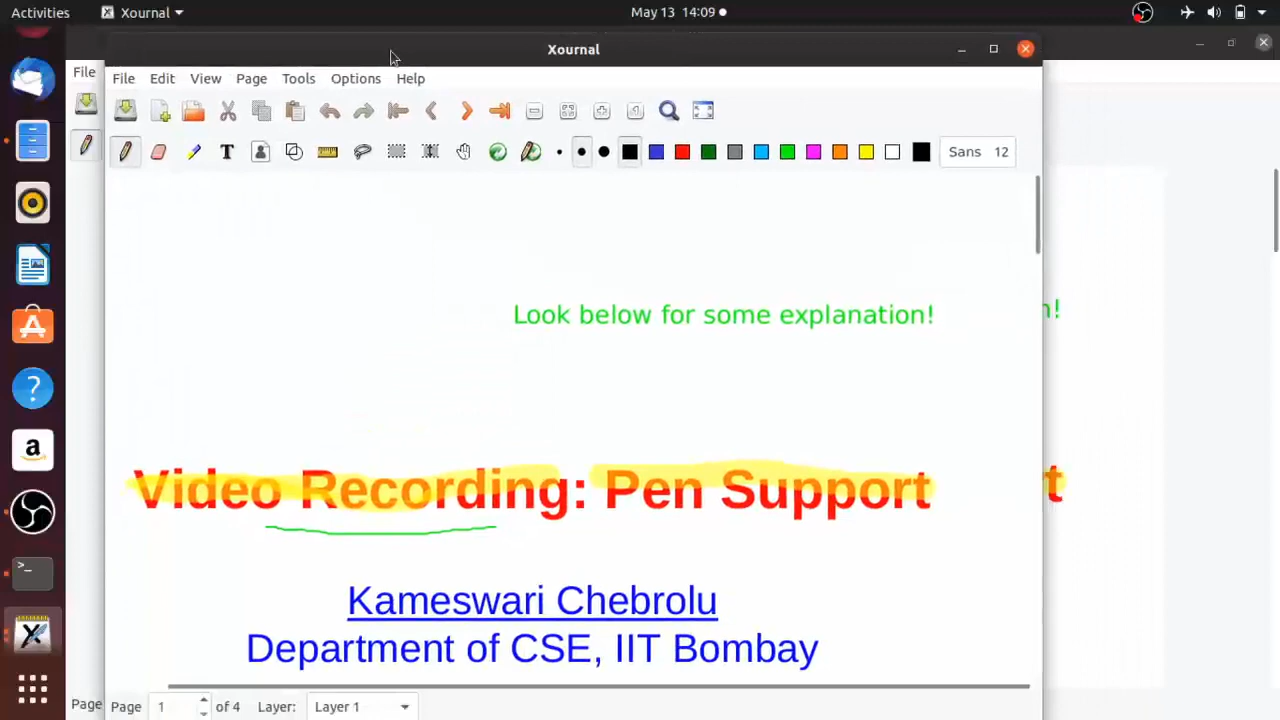 Activities Xournal May 13 14:09
Xournal
File
File Edit View Page Tools Options Help
T Sans 12
Look below for some explanation! n!
Video Recording: Pen Support t
Kameswari Chebrolu
Department of CSE, IIT Bombay
Page Page 1 of 4 Layer: Layer 1